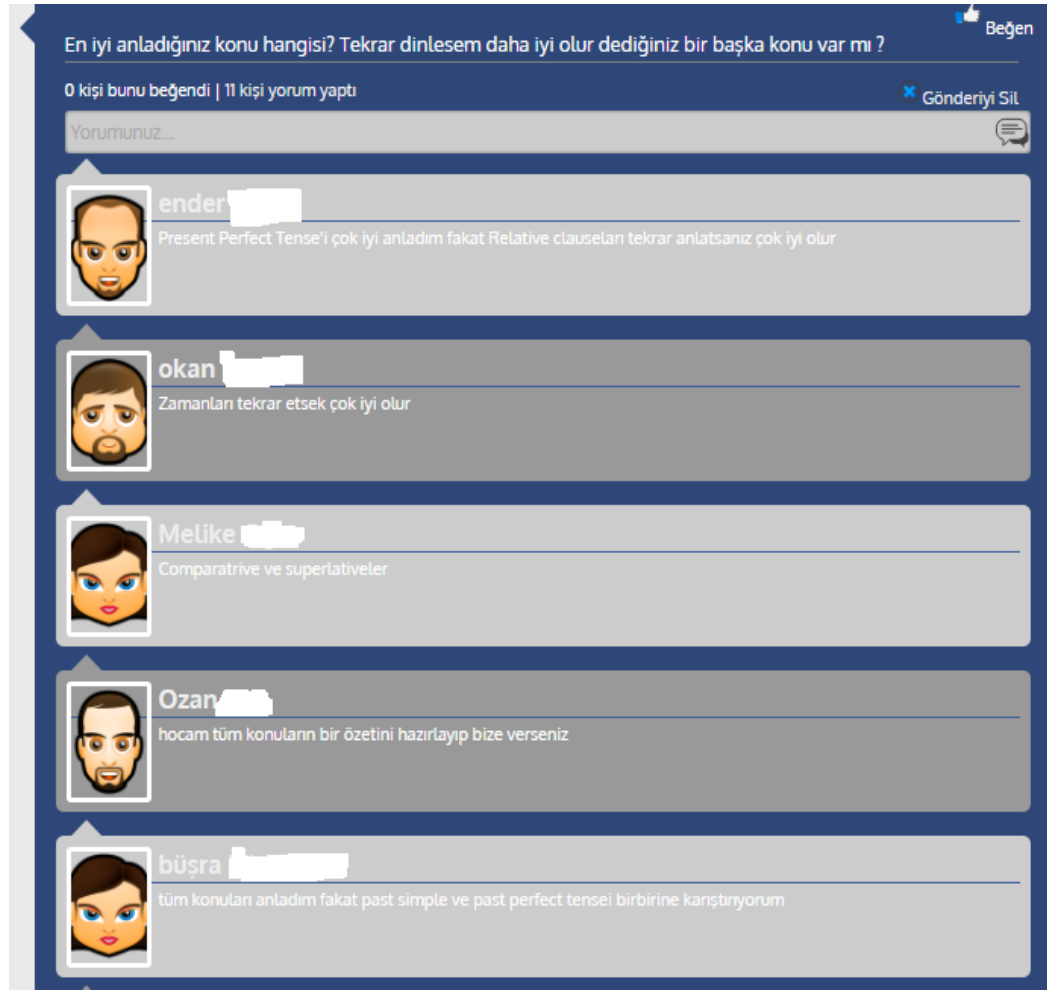 Beğen
En iyi anladığınız konu hangisi? Tekrar dinlesem daha iyi olur dediğiniz bir başka konu var mı ?
0 kişi bunu beğendi | 11 kişi yorum yaptı
Gönderiyi Sil
Yorumunuz...
ender
Present Perfect Tense'i çok iyi anladım fakat Relative clauseları tekrar anlatsanız çok iyi olur
okan
Zamanları tekrar etsek çok iyi olur
Melike
Comparatrive ve superlativeler
Ozan
hocam tüm konuların bir özetini hazırlayıp bize verseniz
büşra
tüm konuları anladım fakat past simple ve past perfect tensei birbirine karıştırıyorum